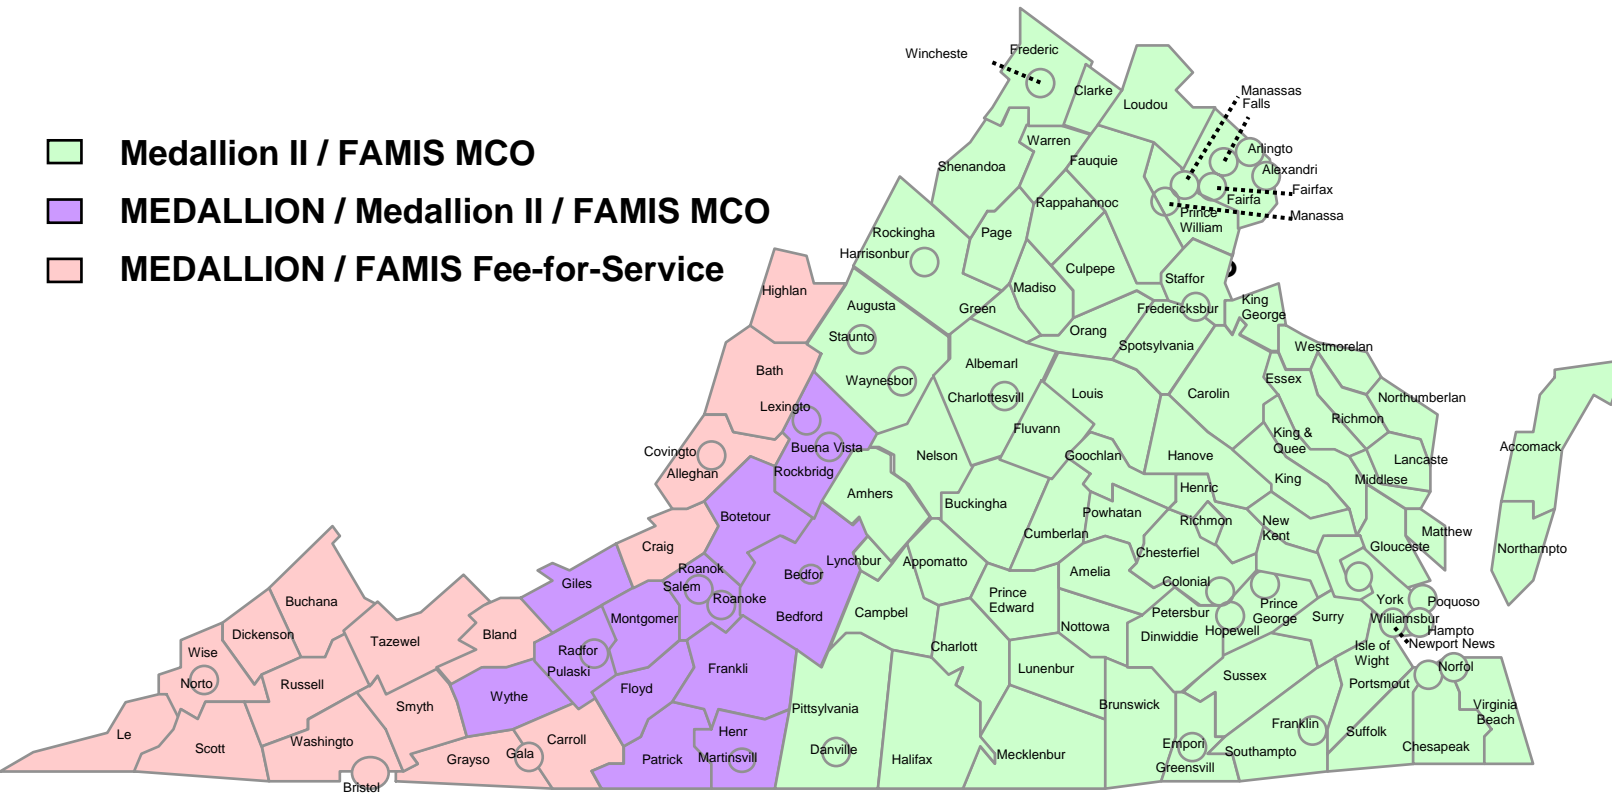 Medallion II / FAMIS MCO
MEDALLION / Medallion II / FAMIS MCO
MEDALLION / FAMIS Fee-for-Service
Wincheste
Frederic
Clarke
Loudou
Manassas
Falls
Warren
Fauquie
Arlingto
Shenandoa
Alexandri
Fairfax
Rappahannoc
Fairfa
Manassa
Prince
William
Rockingha
Page
Harrisonbur
Culpepe
Staffor
Highlan
Madiso
Augusta
Green
Fredericksbur
King
George
Staunto
Orang
Spotsylvania
Westmorelan
Bath
Albemarl
Waynesbor
Essex
Charlottesvill
Louis
Carolin
Northumberlan
Lexingto
Richmon
Fluvann
King &
Quee
Buena Vista
Accomack
Covingto
Nelson
Goochlan
Hanove
Lancaste
Alleghan
Rockbridg
King
Middlese
Henric
Amhers
Buckingha
Botetour
Powhatan
Richmon
New
Kent
Cumberlan
Matthew
Craig
Chesterfiel
Glouceste
Northampto
Lynchbur
Appomatto
Roanok
Bedfor
Amelia
Giles
Salem
Colonial
Buchana
Roanoke
Prince
Edward
York
Poquoso
Montgomer
Bedford
Campbel
Petersbur
Prince
George
Surry
Williamsbur
Dickenson
Tazewel
Bland
Nottowa
Dinwiddie
Hopewell
Hampto
Newport News
Wise
Radfor
Charlott
Isle of
Wight
Pulaski
Frankli
Lunenbur
Norfol
Norto
Russell
Sussex
Portsmout
Floyd
Wythe
Smyth
Pittsylvania
Brunswick
Virginia
Beach
Le
Washingto
Carroll
Henr
Franklin
Suffolk
Scott
Grayso
Gala
Patrick
Martinsvill
Danville
Halifax
Mecklenbur
Empori
Southampto
Chesapeak
Greensvill
Bristol